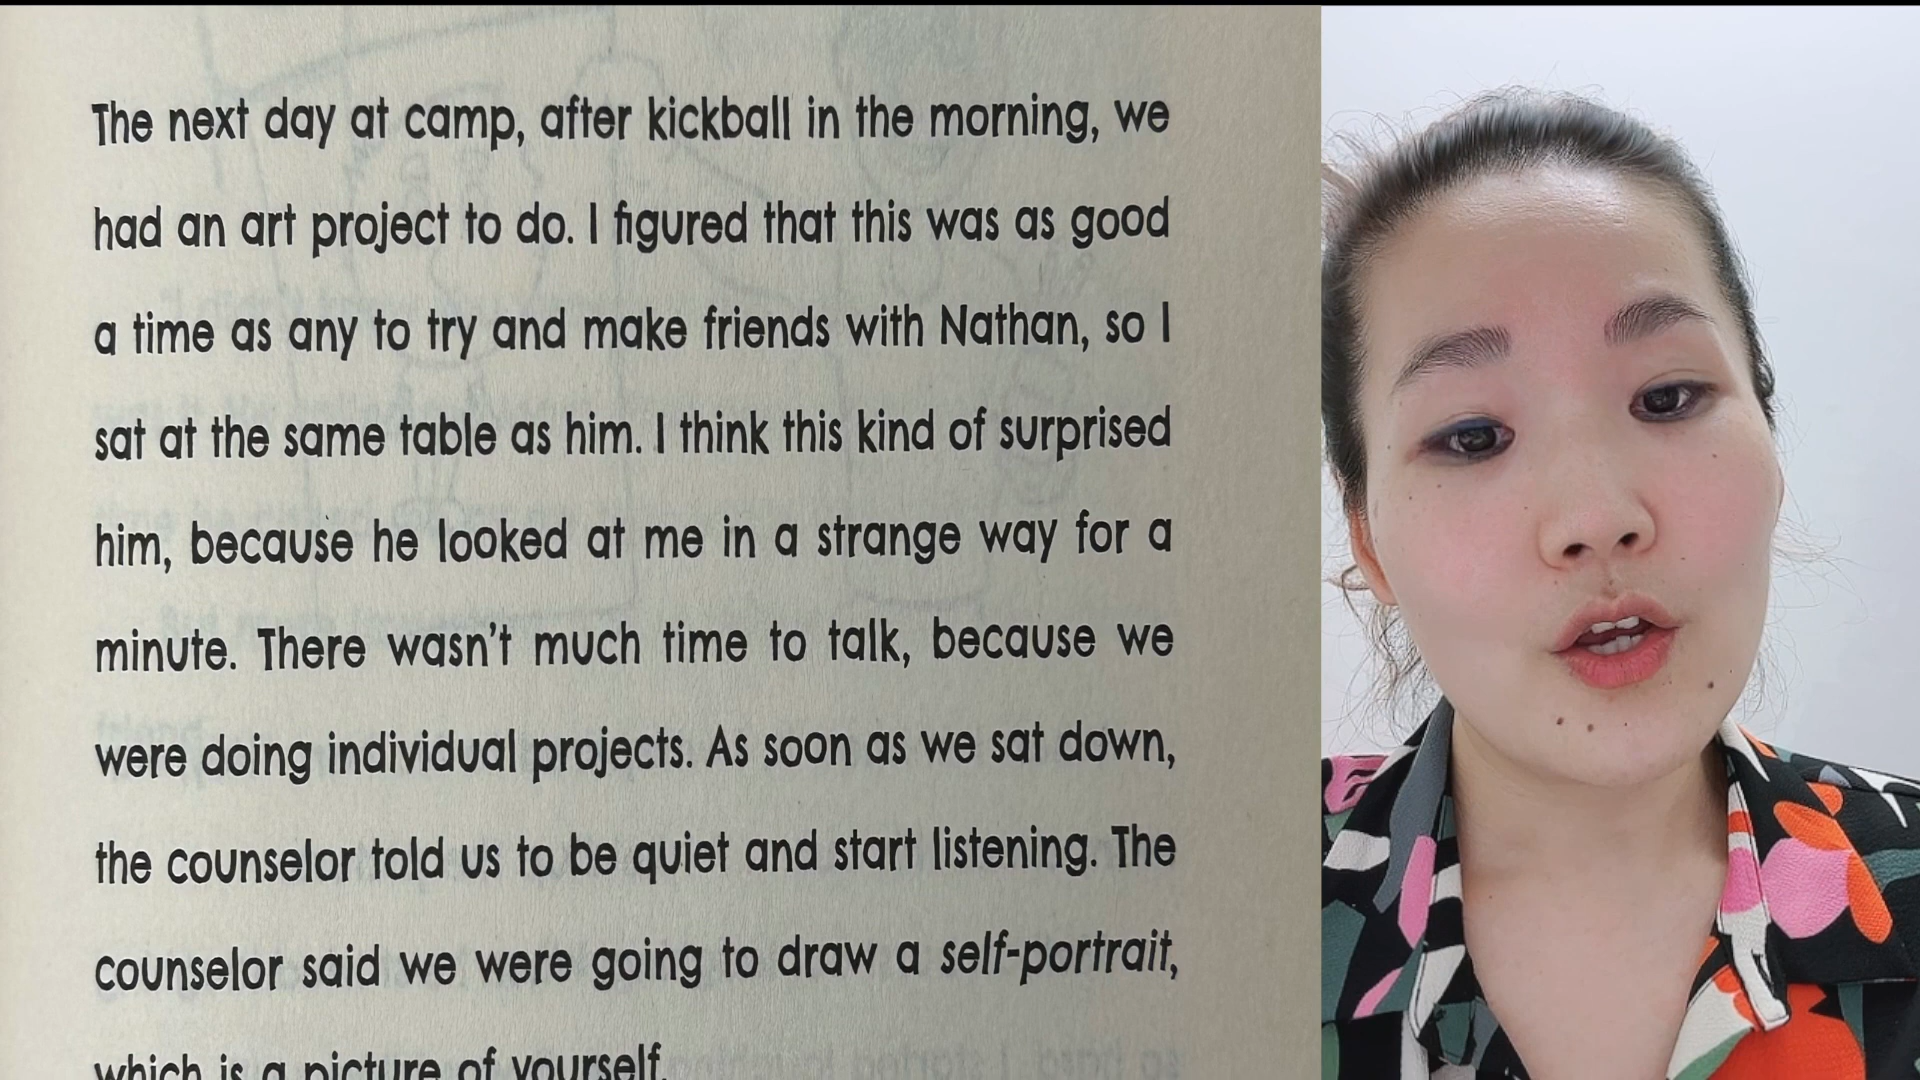 The next day at camp, after kickball in the morning, we
had an art project to do. I figured that this was as good
a time as any to try and make friends with Nathan, so I
sat at the same table as him. I think this kind of surprised
him, because he looked at me in a strange way for a
minute. There wasn't much time to talk, because we
were doing individual projects. As soon as we sat down,
the counselor told us to be quiet and start listening. The
counselor said we were going to draw a self-portrait,
which is a picture of yourself.